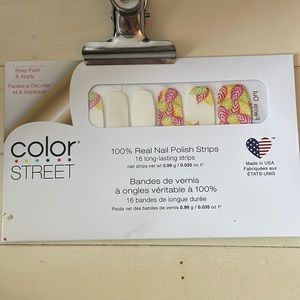 Easy Peel
& Apply
Faciles à Décoller
et à Appliquer
color
STREET
100% Real Nail Polish Strips
16 long-lasting strips
nail strips net wt 0.99 g / 0.035 oz ℮
Made in USA
Fabriquées aux
ÉTATS-UNIS
Bandes de vernis
à ongles véritable à 100%
16 bandes de longue durée
Poids net des bandes de vernis 0.99 g / 0.035 oz ℮